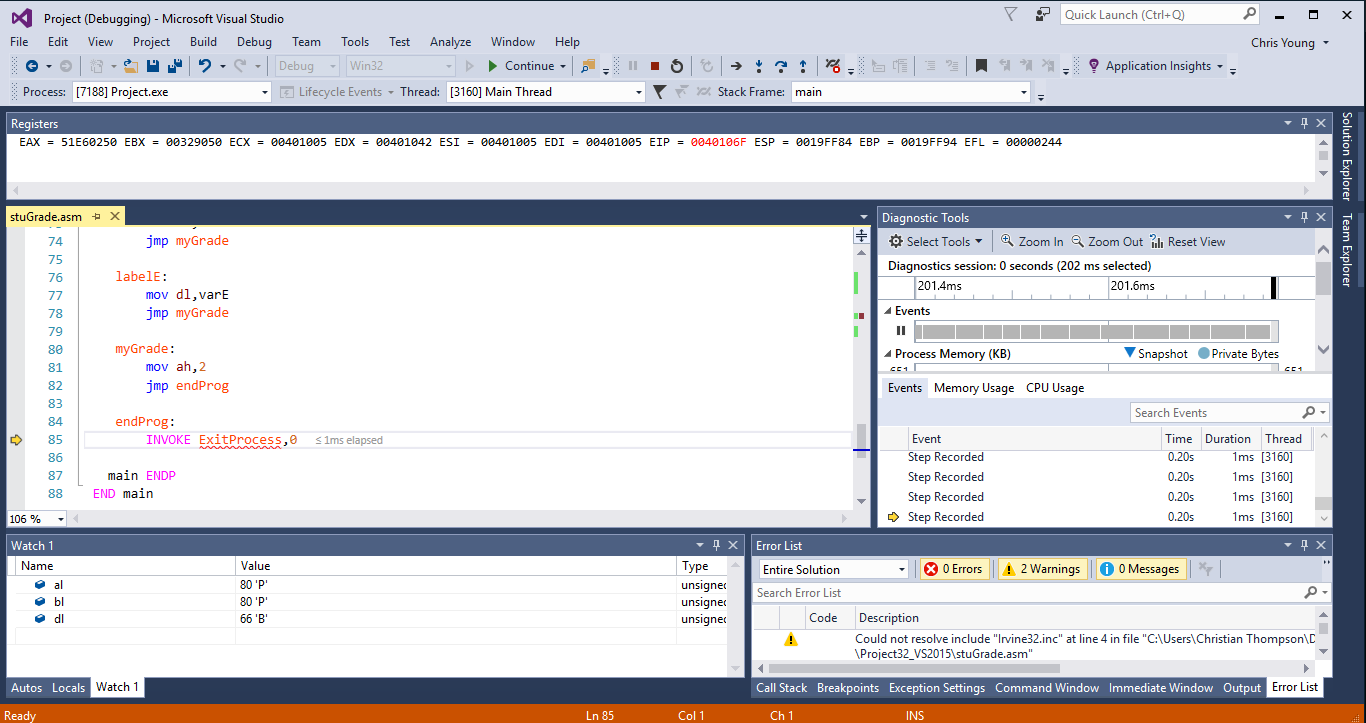 Project (Debugging) - Microsoft Visual Studio
Quick Launch (Ctrl+Q)
File Edit View Project Build Debug Team Tools Test Analyze Window Help
Chris Young
Debug Win32 Continue Application Insights
Process: [7188] Project.exe Lifecycle Events Thread: [3160] Main Thread Stack Frame: main
Registers
EAX = 51E60250 EBX = 00329050 ECX = 00401005 EDX = 00401042 ESI = 00401005 EDI = 00401005 EIP = 0040106F ESP = 0019FF84 EBP = 0019FF94 EFL = 00000244
Solution Explorer
Team Explorer
stuGrade.asm
74 jmp myGrade
75
76 labelE:
77 mov dl,varE
78 jmp myGrade
79
80 myGrade:
81 mov ah,2
82 jmp endProg
83
84 endProg:
85 INVOKE ExitProcess,0 ≤ 1ms elapsed
86
87 main ENDP
88 END main
106 %
Diagnostic Tools
Select Tools Zoom In Zoom Out Reset View
Diagnostics session: 0 seconds (202 ms selected)
201.4ms 201.6ms
Events
Process Memory (KB) Snapshot Private Bytes
651 651
Events Memory Usage CPU Usage
Search Events
Event Time Duration Thread
Step Recorded 0.20s 1ms [3160]
Step Recorded 0.20s 1ms [3160]
Step Recorded 0.20s 1ms [3160]
Step Recorded 0.20s 1ms [3160]
Watch 1
Name Value Type
al 80 'P' unsigned
bl 80 'P' unsigned
dl 66 'B' unsigned
Autos Locals Watch 1
Error List
Entire Solution 0 Errors 2 Warnings 0 Messages
Search Error List
Code Description
Could not resolve include "Irvine32.inc" at line 4 in file "C:\Users\Christian Thompson\D
\Project32_VS2015\stuGrade.asm"
Call Stack Breakpoints Exception Settings Command Window Immediate Window Output Error List
Ready Ln 85 Col 1 Ch 1 INS